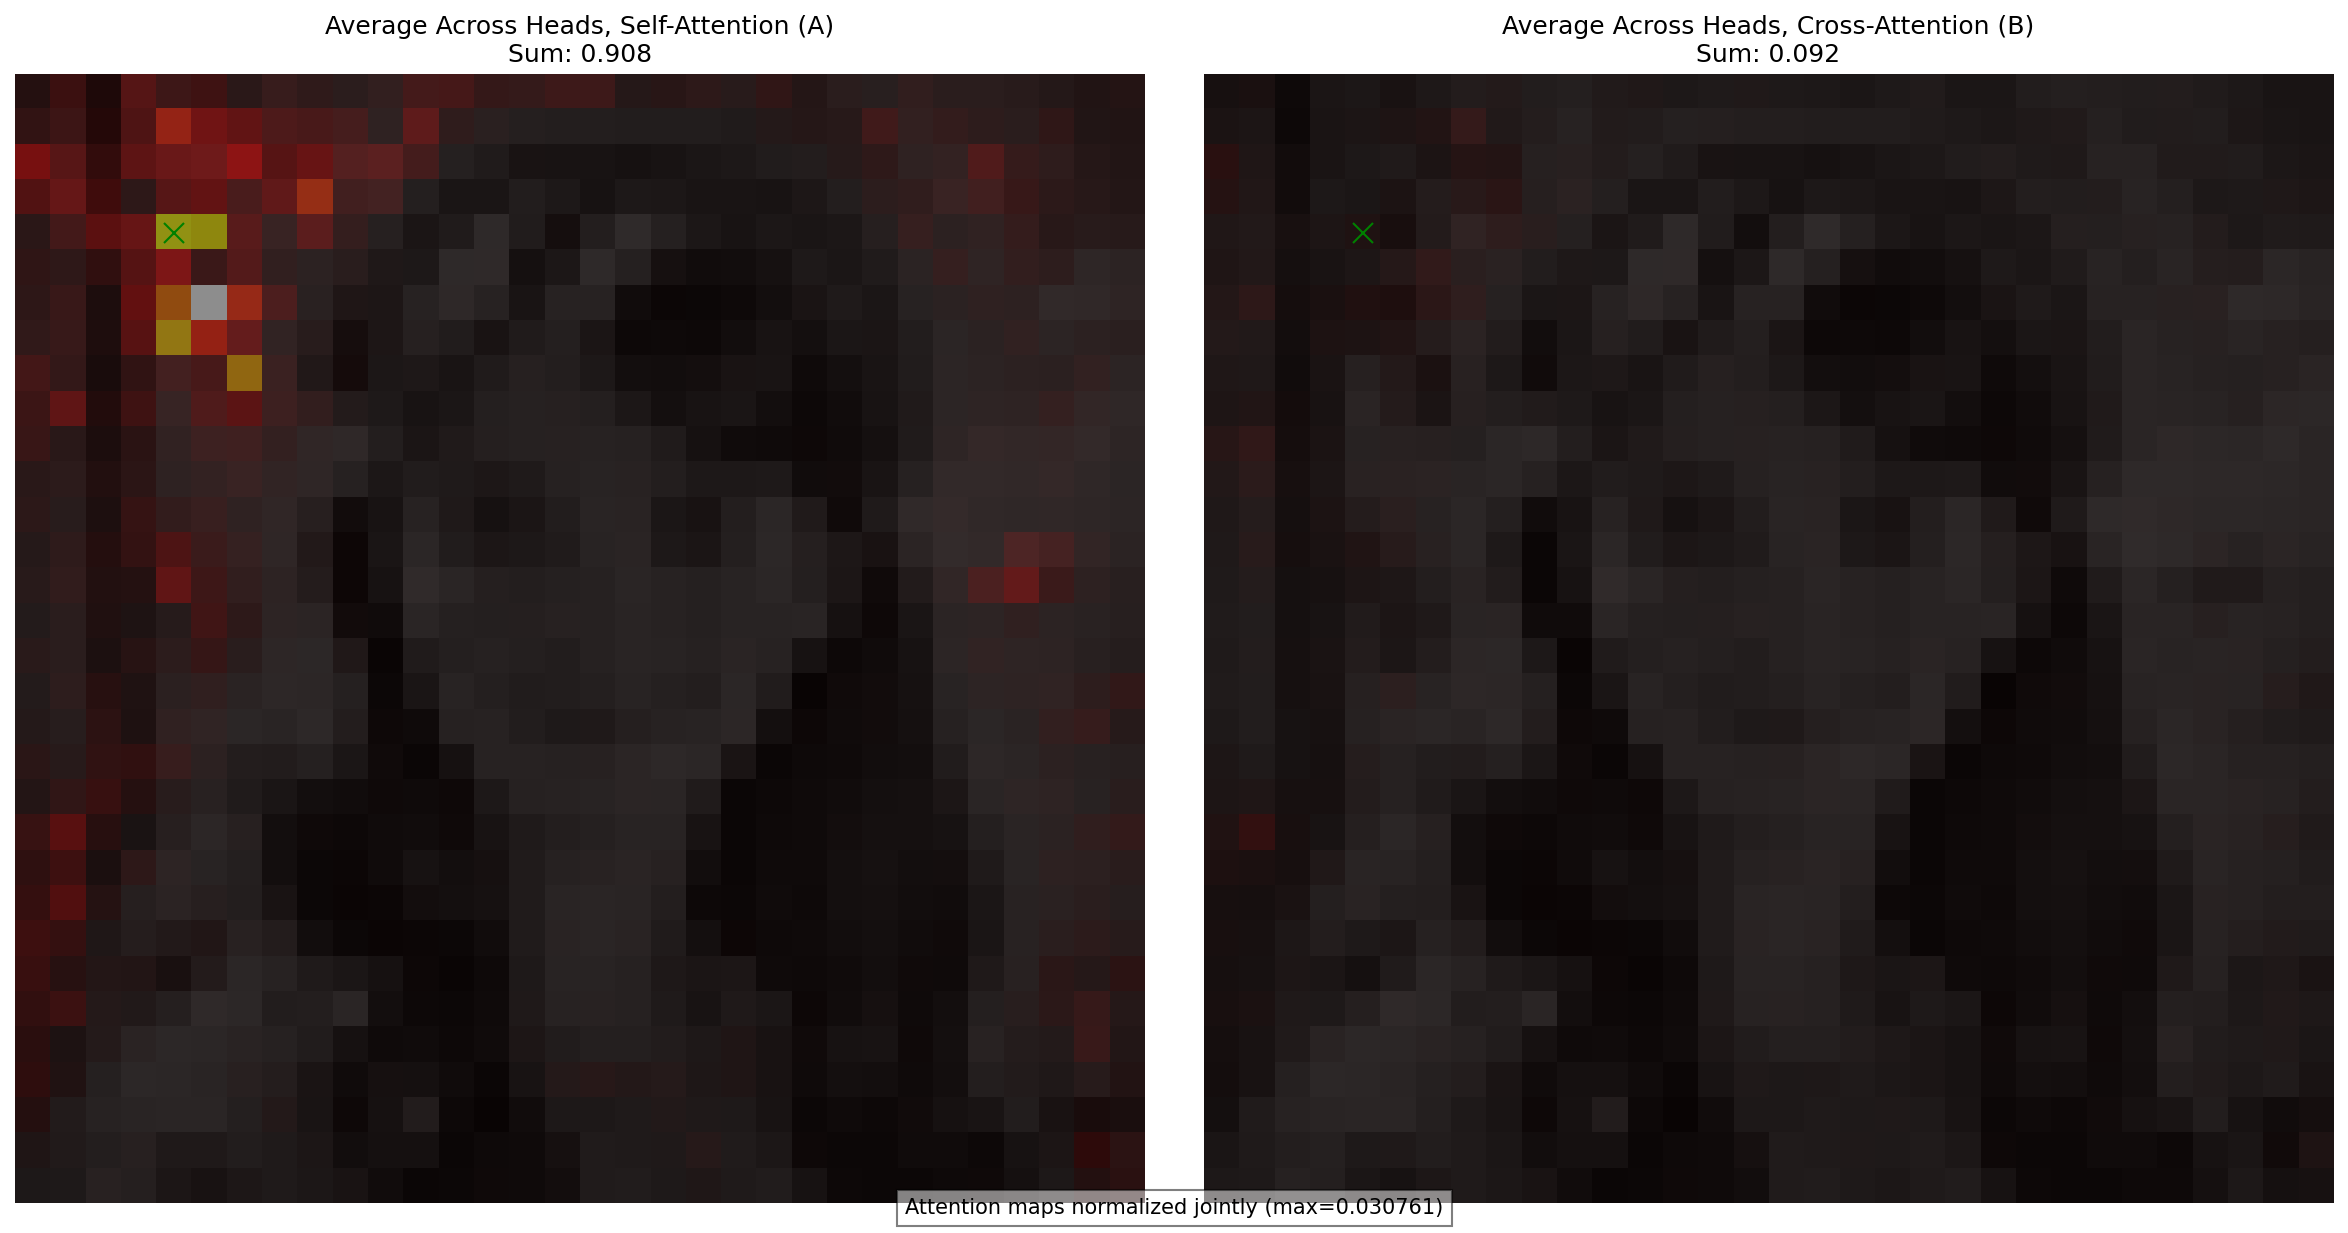 Average Across Heads, Self-Attention (A)
Sum: 0.908
Average Across Heads, Cross-Attention (B)
Sum: 0.092
Attention maps normalized jointly (max=0.030761)